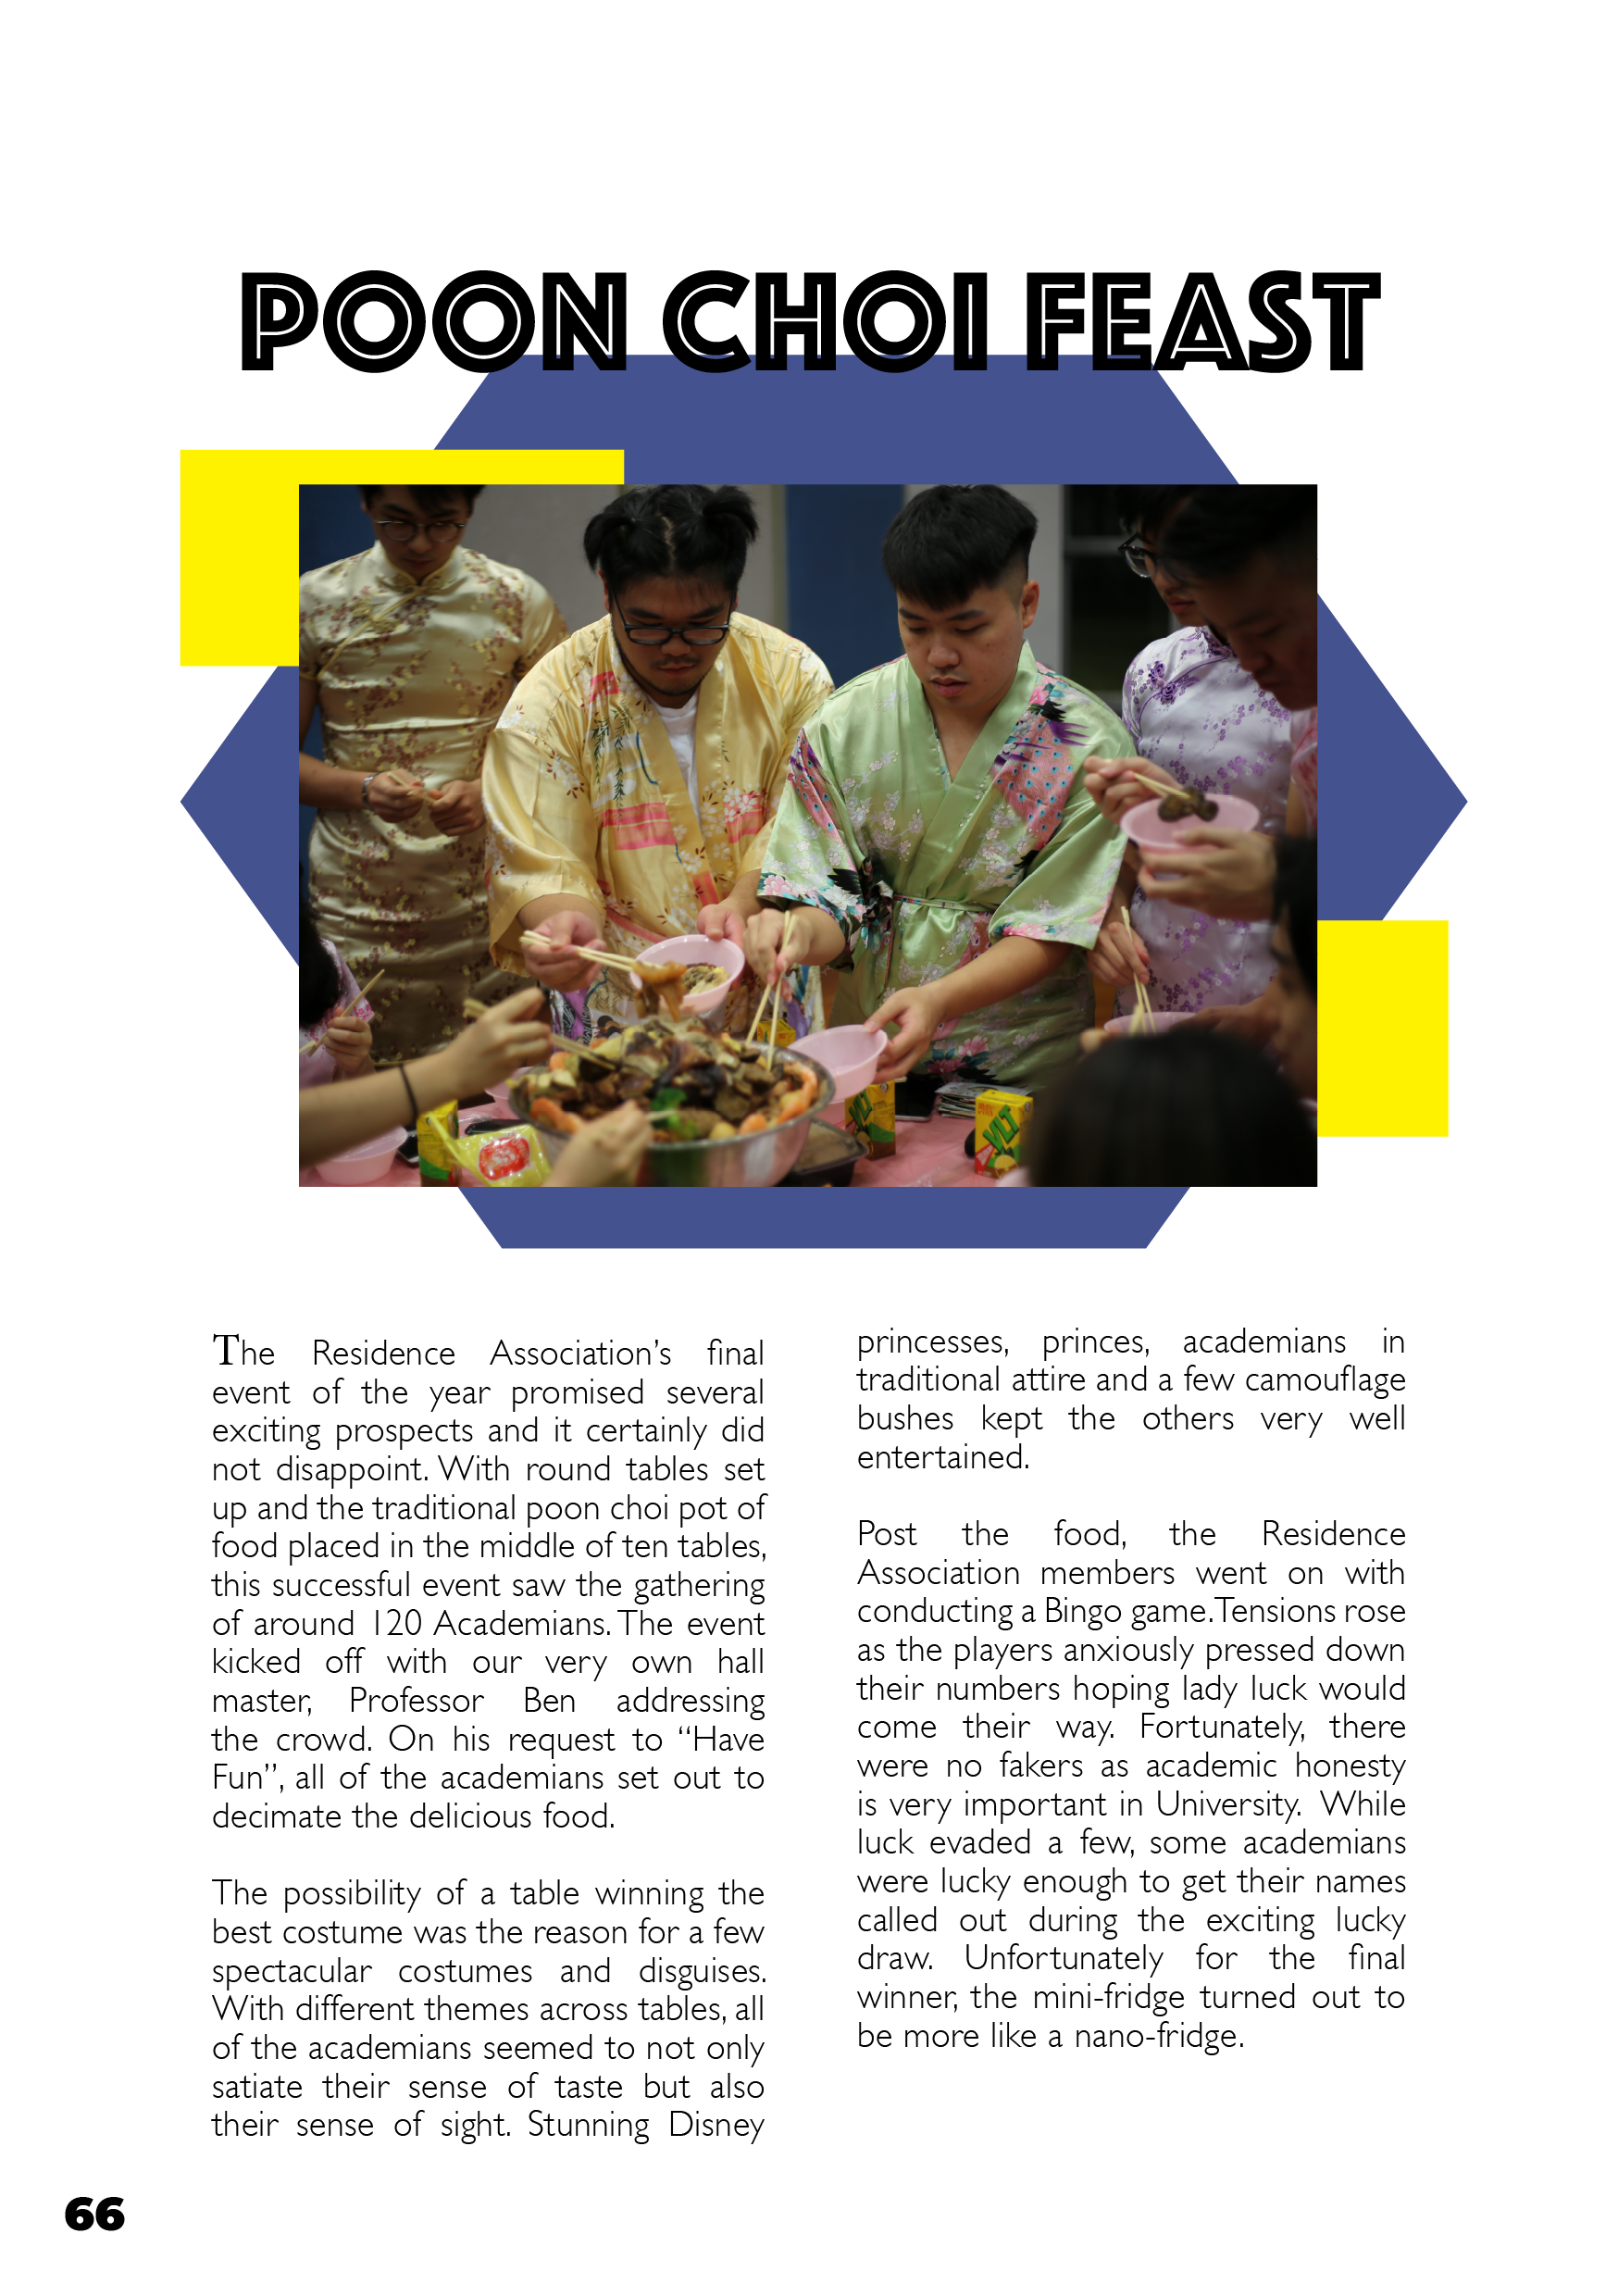 POON CHOI FEAST
VLT
VLT
The Residence Association’s final
event of the year promised several
exciting prospects and it certainly did
not disappoint. With round tables set
up and the traditional poon choi pot of
food placed in the middle of ten tables,
this successful event saw the gathering
of around 120 Academians. The event
kicked off with our very own hall
master, Professor Ben addressing
the crowd. On his request to “Have
Fun”, all of the academians set out to
decimate the delicious food.
The possibility of a table winning the
best costume was the reason for a few
spectacular costumes and disguises.
With different themes across tables, all
of the academians seemed to not only
satiate their sense of taste but also
their sense of sight. Stunning Disney
princesses, princes, academians in
traditional attire and a few camouflage
bushes kept the others very well
entertained.
Post the food, the Residence
Association members went on with
conducting a Bingo game.Tensions rose
as the players anxiously pressed down
their numbers hoping lady luck would
come their way. Fortunately, there
were no fakers as academic honesty
is very important in University. While
luck evaded a few, some academians
were lucky enough to get their names
called out during the exciting lucky
draw. Unfortunately for the final
winner, the mini-fridge turned out to
be more like a nano-fridge.
66